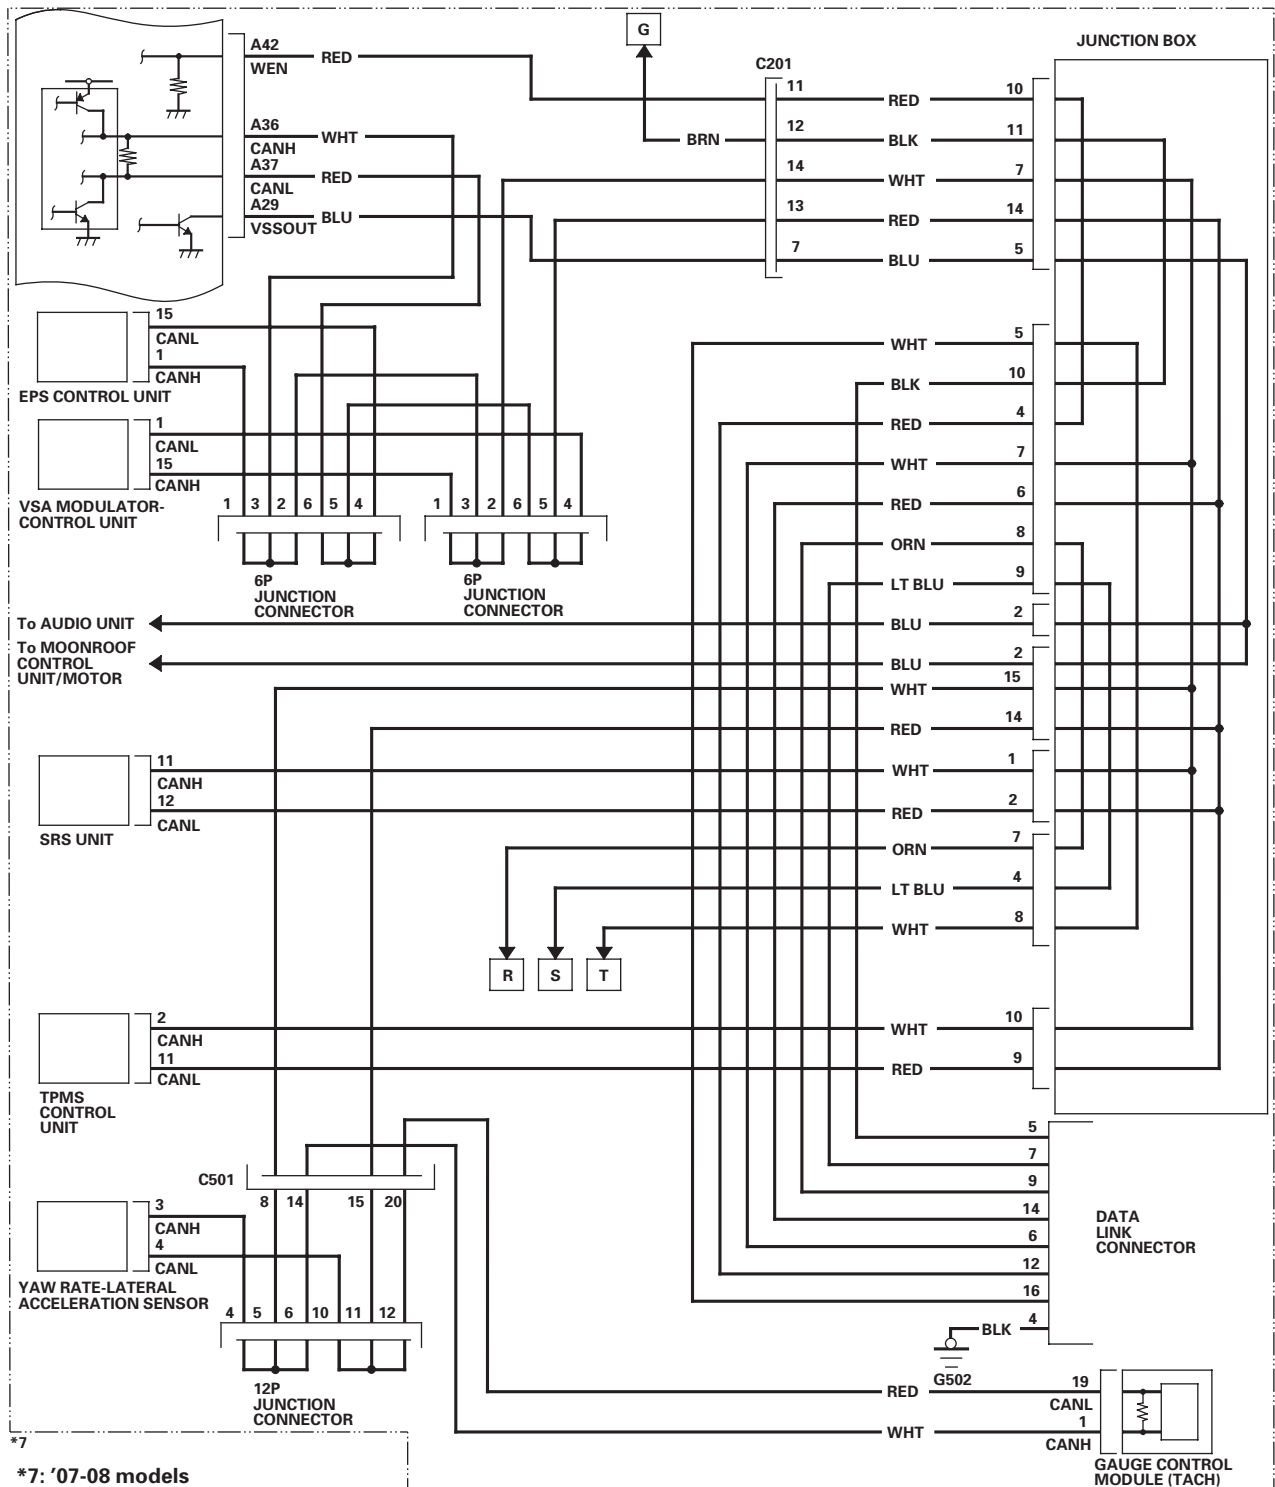 G
JUNCTION BOX
A42
WEN
RED
C201
11
RED
10
A36
CANH
WHT
BRN
12
BLK
11
A37
CANL
RED
14
WHT
7
A29
VSSOUT
BLU
13
RED
14
7
BLU
5
15
CANL
1
CANH
EPS CONTROL UNIT
WHT
5
BLK
10
RED
4
1
CANL
15
CANH
VSA MODULATOR-
CONTROL UNIT
WHT
7
RED
6
ORN
8
LT BLU
9
1 3 2 6 5 4
1 3 2 6 5 4
6P
JUNCTION
CONNECTOR
6P
JUNCTION
CONNECTOR
To AUDIO UNIT
BLU
2
To MOONROOF
CONTROL
UNIT/MOTOR
BLU
2
WHT
15
RED
14
11
CANH
12
CANL
SRS UNIT
WHT
1
RED
2
ORN
7
LT BLU
4
WHT
8
R
S
T
2
CANH
11
CANL
TPMS
CONTROL
UNIT
WHT
10
RED
9
5
7
9
14
6
12
16
4
DATA
LINK
CONNECTOR
BLK
G502
C501
8 14 15 20
3
CANH
4
CANL
YAW RATE-LATERAL
ACCELERATION SENSOR
4 5 6 10 11 12
12P
JUNCTION
CONNECTOR
RED
19
CANL
WHT
1
CANH
GAUGE CONTROL
MODULE (TACH)
*7
*7: ’07-08 models